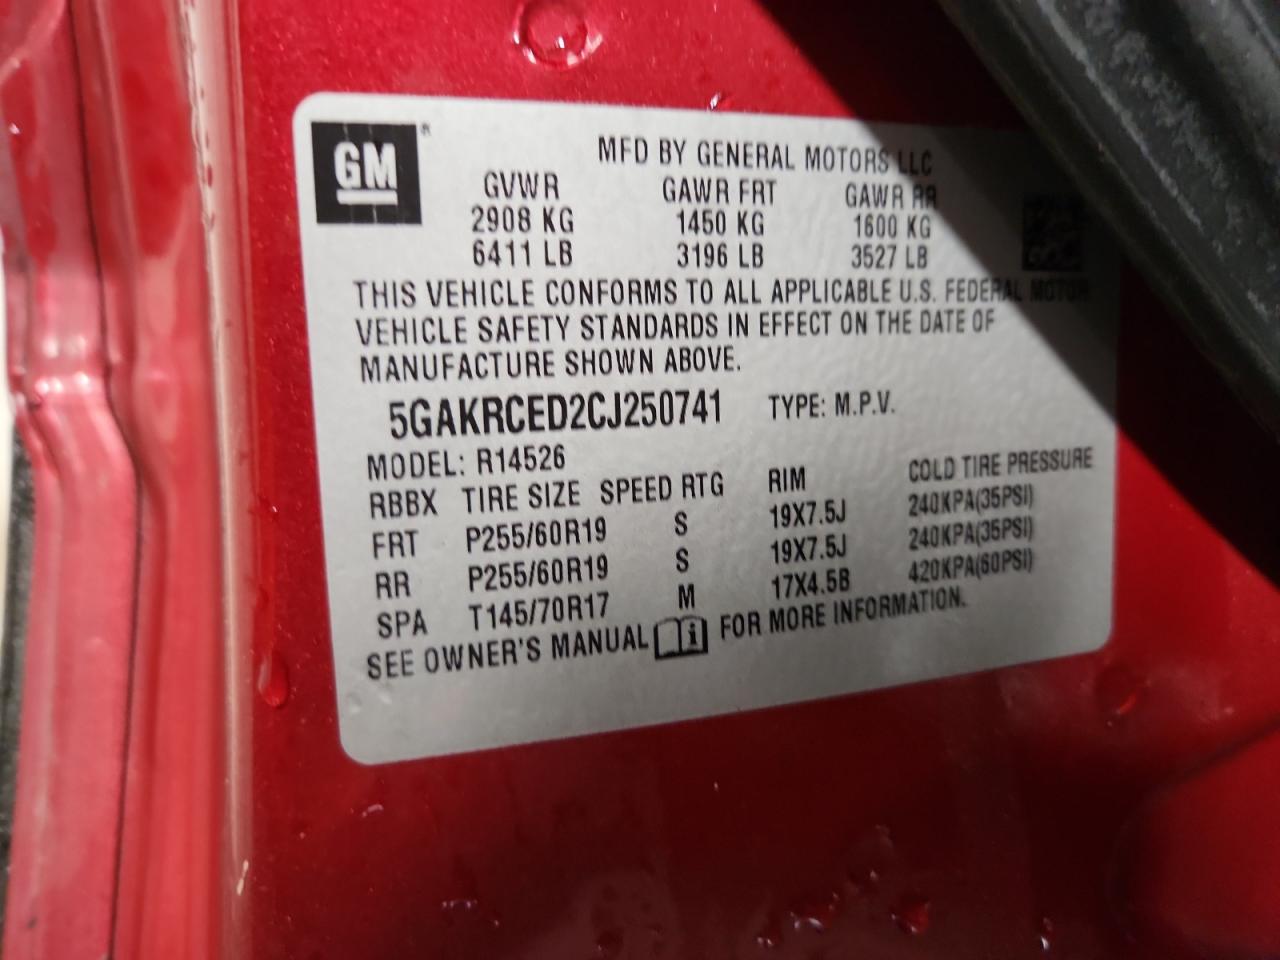 GM®
MFD BY GENERAL MOTORS LLC
GVWR GAWR FRT GAWR RR
2908 KG 1450 KG 1600 KG
6411 LB 3196 LB 3527 LB
THIS VEHICLE CONFORMS TO ALL APPLICABLE U.S. FEDERAL MOTOR
VEHICLE SAFETY STANDARDS IN EFFECT ON THE DATE OF
MANUFACTURE SHOWN ABOVE.
5GAKRCED2CJ250741 TYPE: M.P.V.
MODEL: R14526
RBBX TIRE SIZE SPEED RTG RIM COLD TIRE PRESSURE
FRT P255/60R19 S 19X7.5J 240KPA(35PSI)
RR P255/60R19 S 19X7.5J 240KPA(35PSI)
SPA T145/70R17 M 17X4.5B 420KPA(60PSI)
SEE OWNER'S MANUAL i FOR MORE INFORMATION.